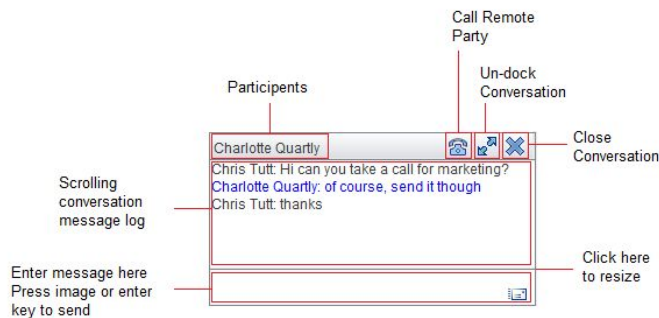 Call Remote
Party
Un-dock
Conversation
Participents
Close
Conversation
Charlotte Quartly
Chris Tutt: Hi can you take a call for marketing?
Charlotte Quartly: of course, send it though
Chris Tutt: thanks
Scrolling
conversation
message log
Click here
to resize
Enter message here
Press image or enter
key to send